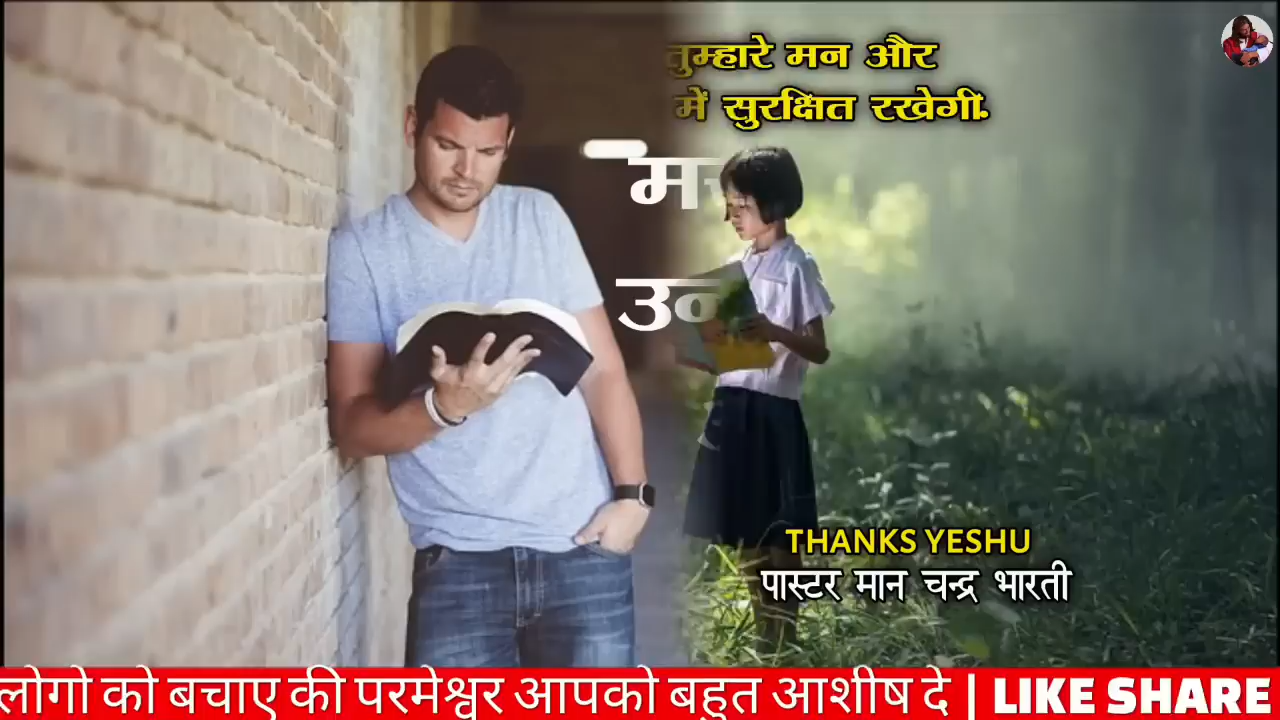 तुम्हारे मन और
में सुरक्षित रखेगी.
THANKS YESHU
पास्टर मान चन्द्र भारती
लोगो को बचाए की परमेश्वर आपको बहुत आशीष दे | LIKE SHARE